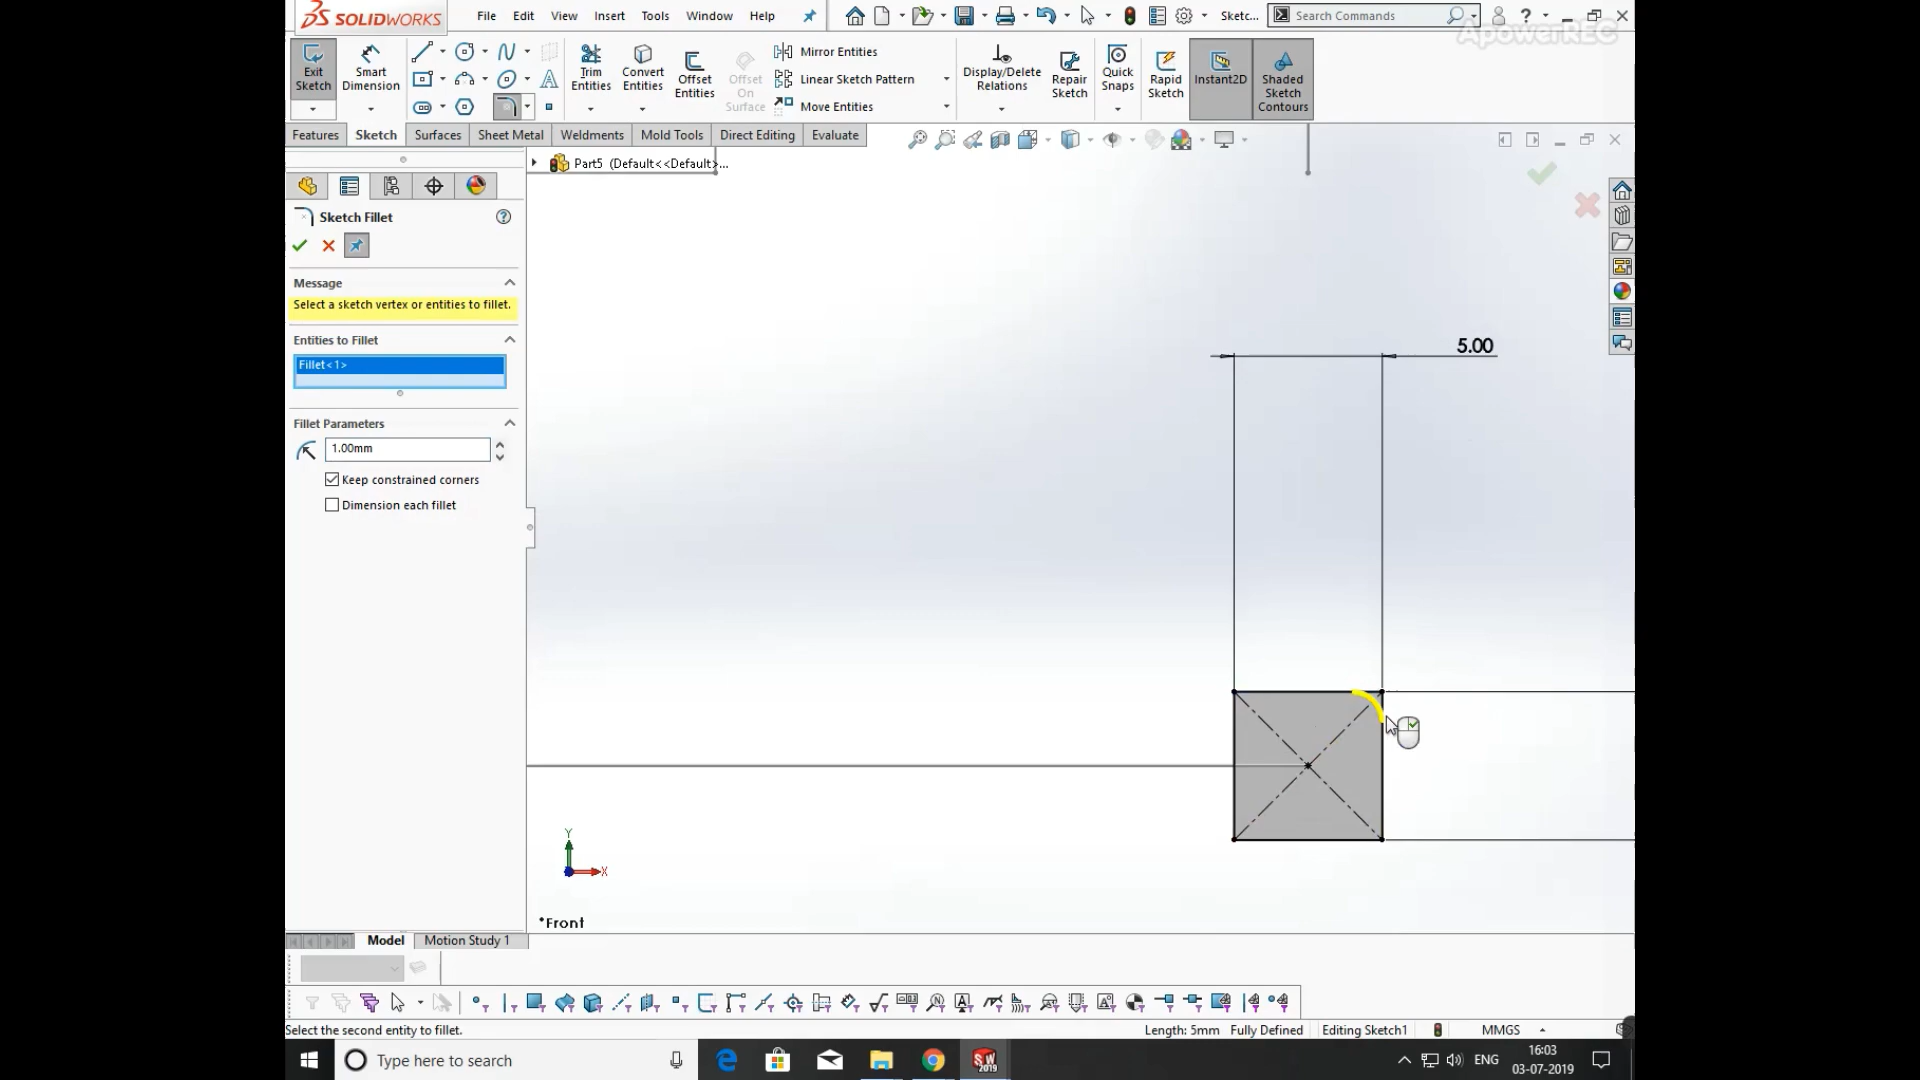 SOLIDWORKS File Edit View Insert Tools Window Help Sketc... Search Commands ?
ApowerREC
Exit Sketch
Smart Dimension
Trim Entities
Convert Entities
Offset Entities
Offset On Surface
Mirror Entities
Linear Sketch Pattern
Move Entities
Display/Delete Relations
Repair Sketch
Quick Snaps
Rapid Sketch
Instant2D
Shaded Sketch Contours
Features Sketch Surfaces Sheet Metal Weldments Mold Tools Direct Editing Evaluate
Part5 (Default<<Default>...
Sketch Fillet
Message
Select a sketch vertex or entities to fillet.
Entities to Fillet
Fillet<1>
Fillet Parameters
1.00mm
Keep constrained corners
Dimension each fillet
5.00
Y
X
*Front
Model Motion Study 1
Select the second entity to fillet. Length: 5mm Fully Defined Editing Sketch1 MMGS
Type here to search
SW 2019
ENG
16:03
03-07-2019